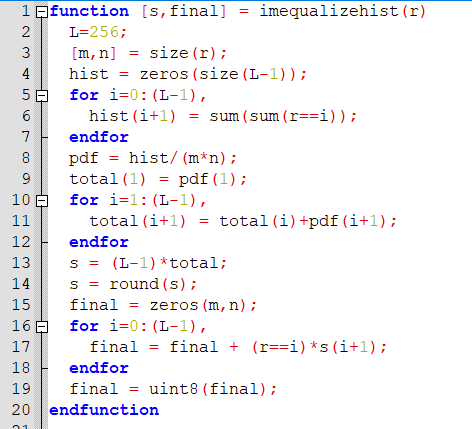 1 function [s,final] = imequalizehist(r)
2 L=256;
3 [m,n] = size(r);
4 hist = zeros(size(L-1));
5 for i=0:(L-1),
6 hist(i+1) = sum(sum(r==i));
7 endfor
8 pdf = hist/(m*n);
9 total(1) = pdf(1);
10 for i=1:(L-1),
11 total(i+1) = total(i)+pdf(i+1);
12 endfor
13 s = (L-1)*total;
14 s = round(s);
15 final = zeros(m,n);
16 for i=0:(L-1),
17 final = final + (r==i)*s(i+1);
18 endfor
19 final = uint8(final);
20 endfunction